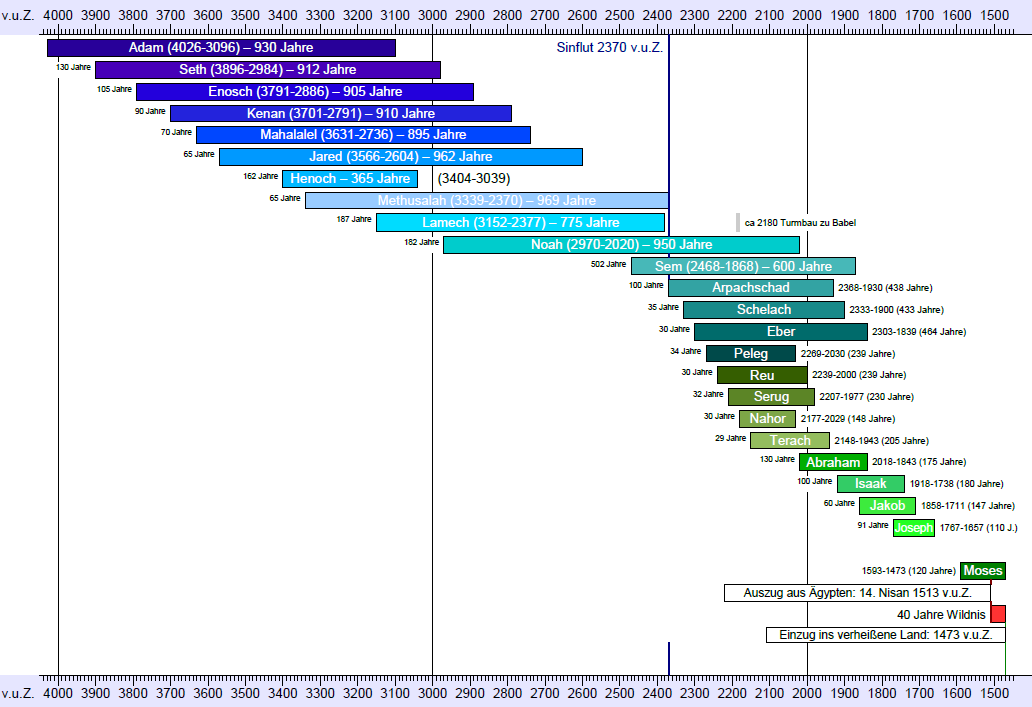 v.u.Z. 4000 3900 3800 3700 3600 3500 3400 3300 3200 3100 3000 2900 2800 2700 2600 2500 2400 2300 2200 2100 2000 1900 1800 1700 1600 1500
Adam (4026-3096) – 930 Jahre
Sinflut 2370 v.u.Z.
130 Jahre Seth (3896-2984) – 912 Jahre
105 Jahre Enosch (3791-2886) – 905 Jahre
90 Jahre Kenan (3701-2791) – 910 Jahre
70 Jahre Mahalalel (3631-2736) – 895 Jahre
65 Jahre Jared (3566-2604) – 962 Jahre
162 Jahre Henoch – 365 Jahre (3404-3039)
65 Jahre Methusalah (3339-2370) – 969 Jahre
187 Jahre Lamech (3152-2377) – 775 Jahre ca 2180 Turmbau zu Babel
182 Jahre Noah (2970-2020) – 950 Jahre
502 Jahre Sem (2468-1868) – 600 Jahre
100 Jahre Arpachschad 2368-1930 (438 Jahre)
35 Jahre Schelach 2333-1900 (433 Jahre)
30 Jahre Eber 2303-1839 (464 Jahre)
34 Jahre Peleg 2269-2030 (239 Jahre)
30 Jahre Reu 2239-2000 (239 Jahre)
32 Jahre Serug 2207-1977 (230 Jahre)
30 Jahre Nahor 2177-2029 (148 Jahre)
29 Jahre Terach 2148-1943 (205 Jahre)
130 Jahre Abraham 2018-1843 (175 Jahre)
100 Jahre Isaak 1918-1738 (180 Jahre)
60 Jahre Jakob 1858-1711 (147 Jahre)
91 Jahre Joseph 1767-1657 (110 J.)
1593-1473 (120 Jahre) Moses
Auszug aus Ägypten: 14. Nisan 1513 v.u.Z.
40 Jahre Wildnis
Einzug ins verheißene Land: 1473 v.u.Z.
v.u.Z. 4000 3900 3800 3700 3600 3500 3400 3300 3200 3100 3000 2900 2800 2700 2600 2500 2400 2300 2200 2100 2000 1900 1800 1700 1600 1500